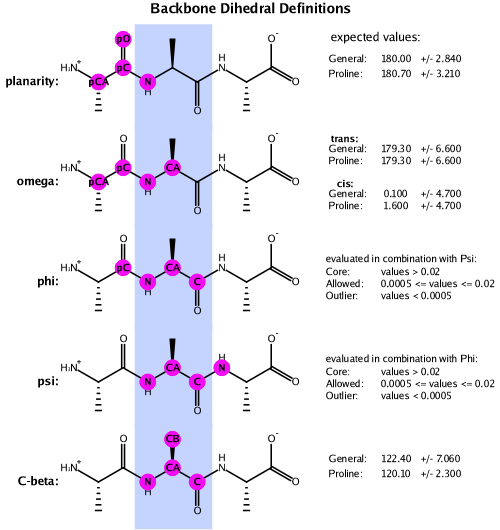 Backbone Dihedral Definitions
planarity:
pO
H₃N⁺
pCA
pC
N
H
O
H
N
O⁻
O
expected values:
General: 180.00 +/- 2.840
Proline: 180.70 +/- 3.210
omega:
O
H₃N⁺
pCA
pC
N
H
CA
O
H
N
O⁻
O
trans:
General: 179.30 +/- 6.600
Proline: 179.30 +/- 6.600
cis:
General: 0.100 +/- 4.700
Proline: 1.600 +/- 4.700
phi:
O
H₃N⁺
pC
N
H
CA
C
O
H
N
O⁻
O
evaluated in combination with Psi:
Core: values > 0.02
Allowed: 0.0005 <= values <= 0.02
Outlier: values < 0.0005
psi:
O
H₃N⁺
N
H
CA
C
O
H
N
O⁻
O
evaluated in combination with Phi:
Core: values > 0.02
Allowed: 0.0005 <= values <= 0.02
Outlier: values < 0.0005
C-beta:
O
H₃N⁺
N
H
CB
CA
C
O
H
N
O⁻
O
General: 122.40 +/- 7.060
Proline: 120.10 +/- 2.300